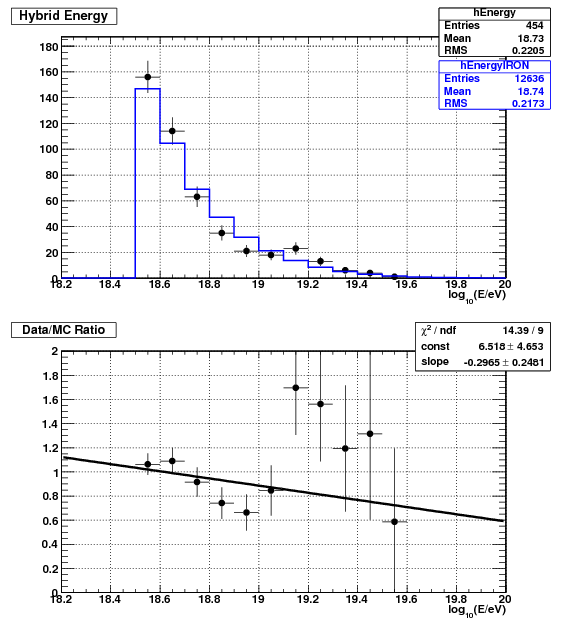 Hybrid Energy
hEnergy
Entries 454
Mean 18.73
RMS 0.2205
hEnergyIRON
Entries 12636
Mean 18.74
RMS 0.2173
180
160
140
120
100
80
60
40
20
0
18.2 18.4 18.6 18.8 19 19.2 19.4 19.6 19.8 20
log10(E/eV)
Data/MC Ratio
χ2 / ndf 14.39 / 9
const 6.518 ± 4.653
slope -0.2965 ± 0.2481
2
1.8
1.6
1.4
1.2
1
0.8
0.6
0.4
0.2
0
18.2 18.4 18.6 18.8 19 19.2 19.4 19.6 19.8 20
log10(E/eV)